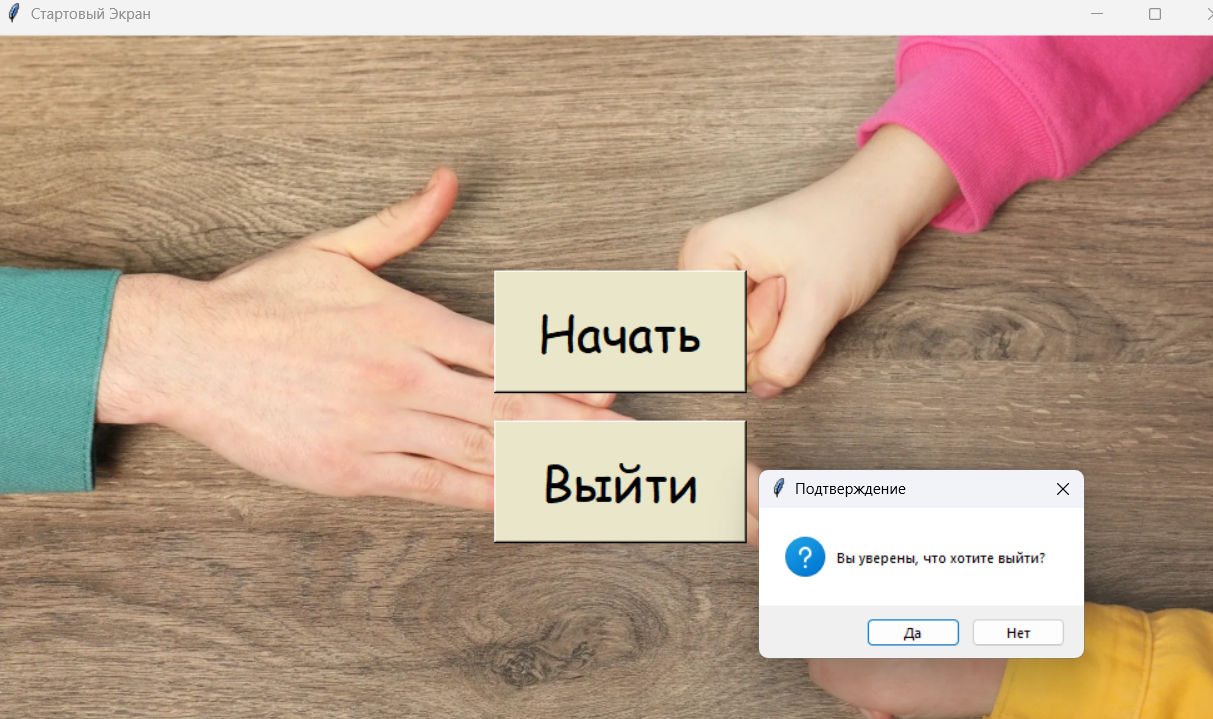 Стартовый Экран
Начать
Выйти
Подтверждение
Вы уверены, что хотите выйти?
Да
Нет